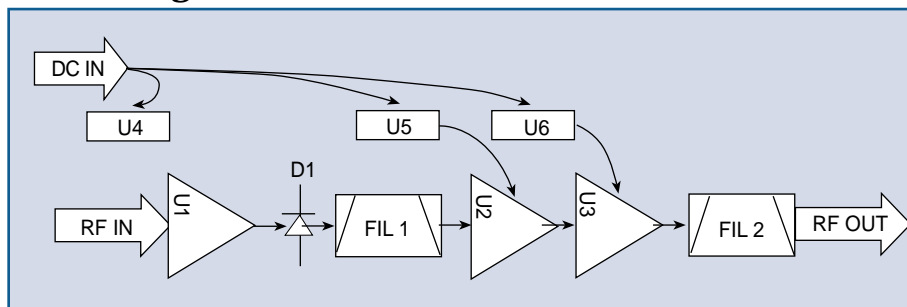 DC IN
U4
U5
U6
D1
RF IN
U1
FIL 1
U2
U3
FIL 2
RF OUT